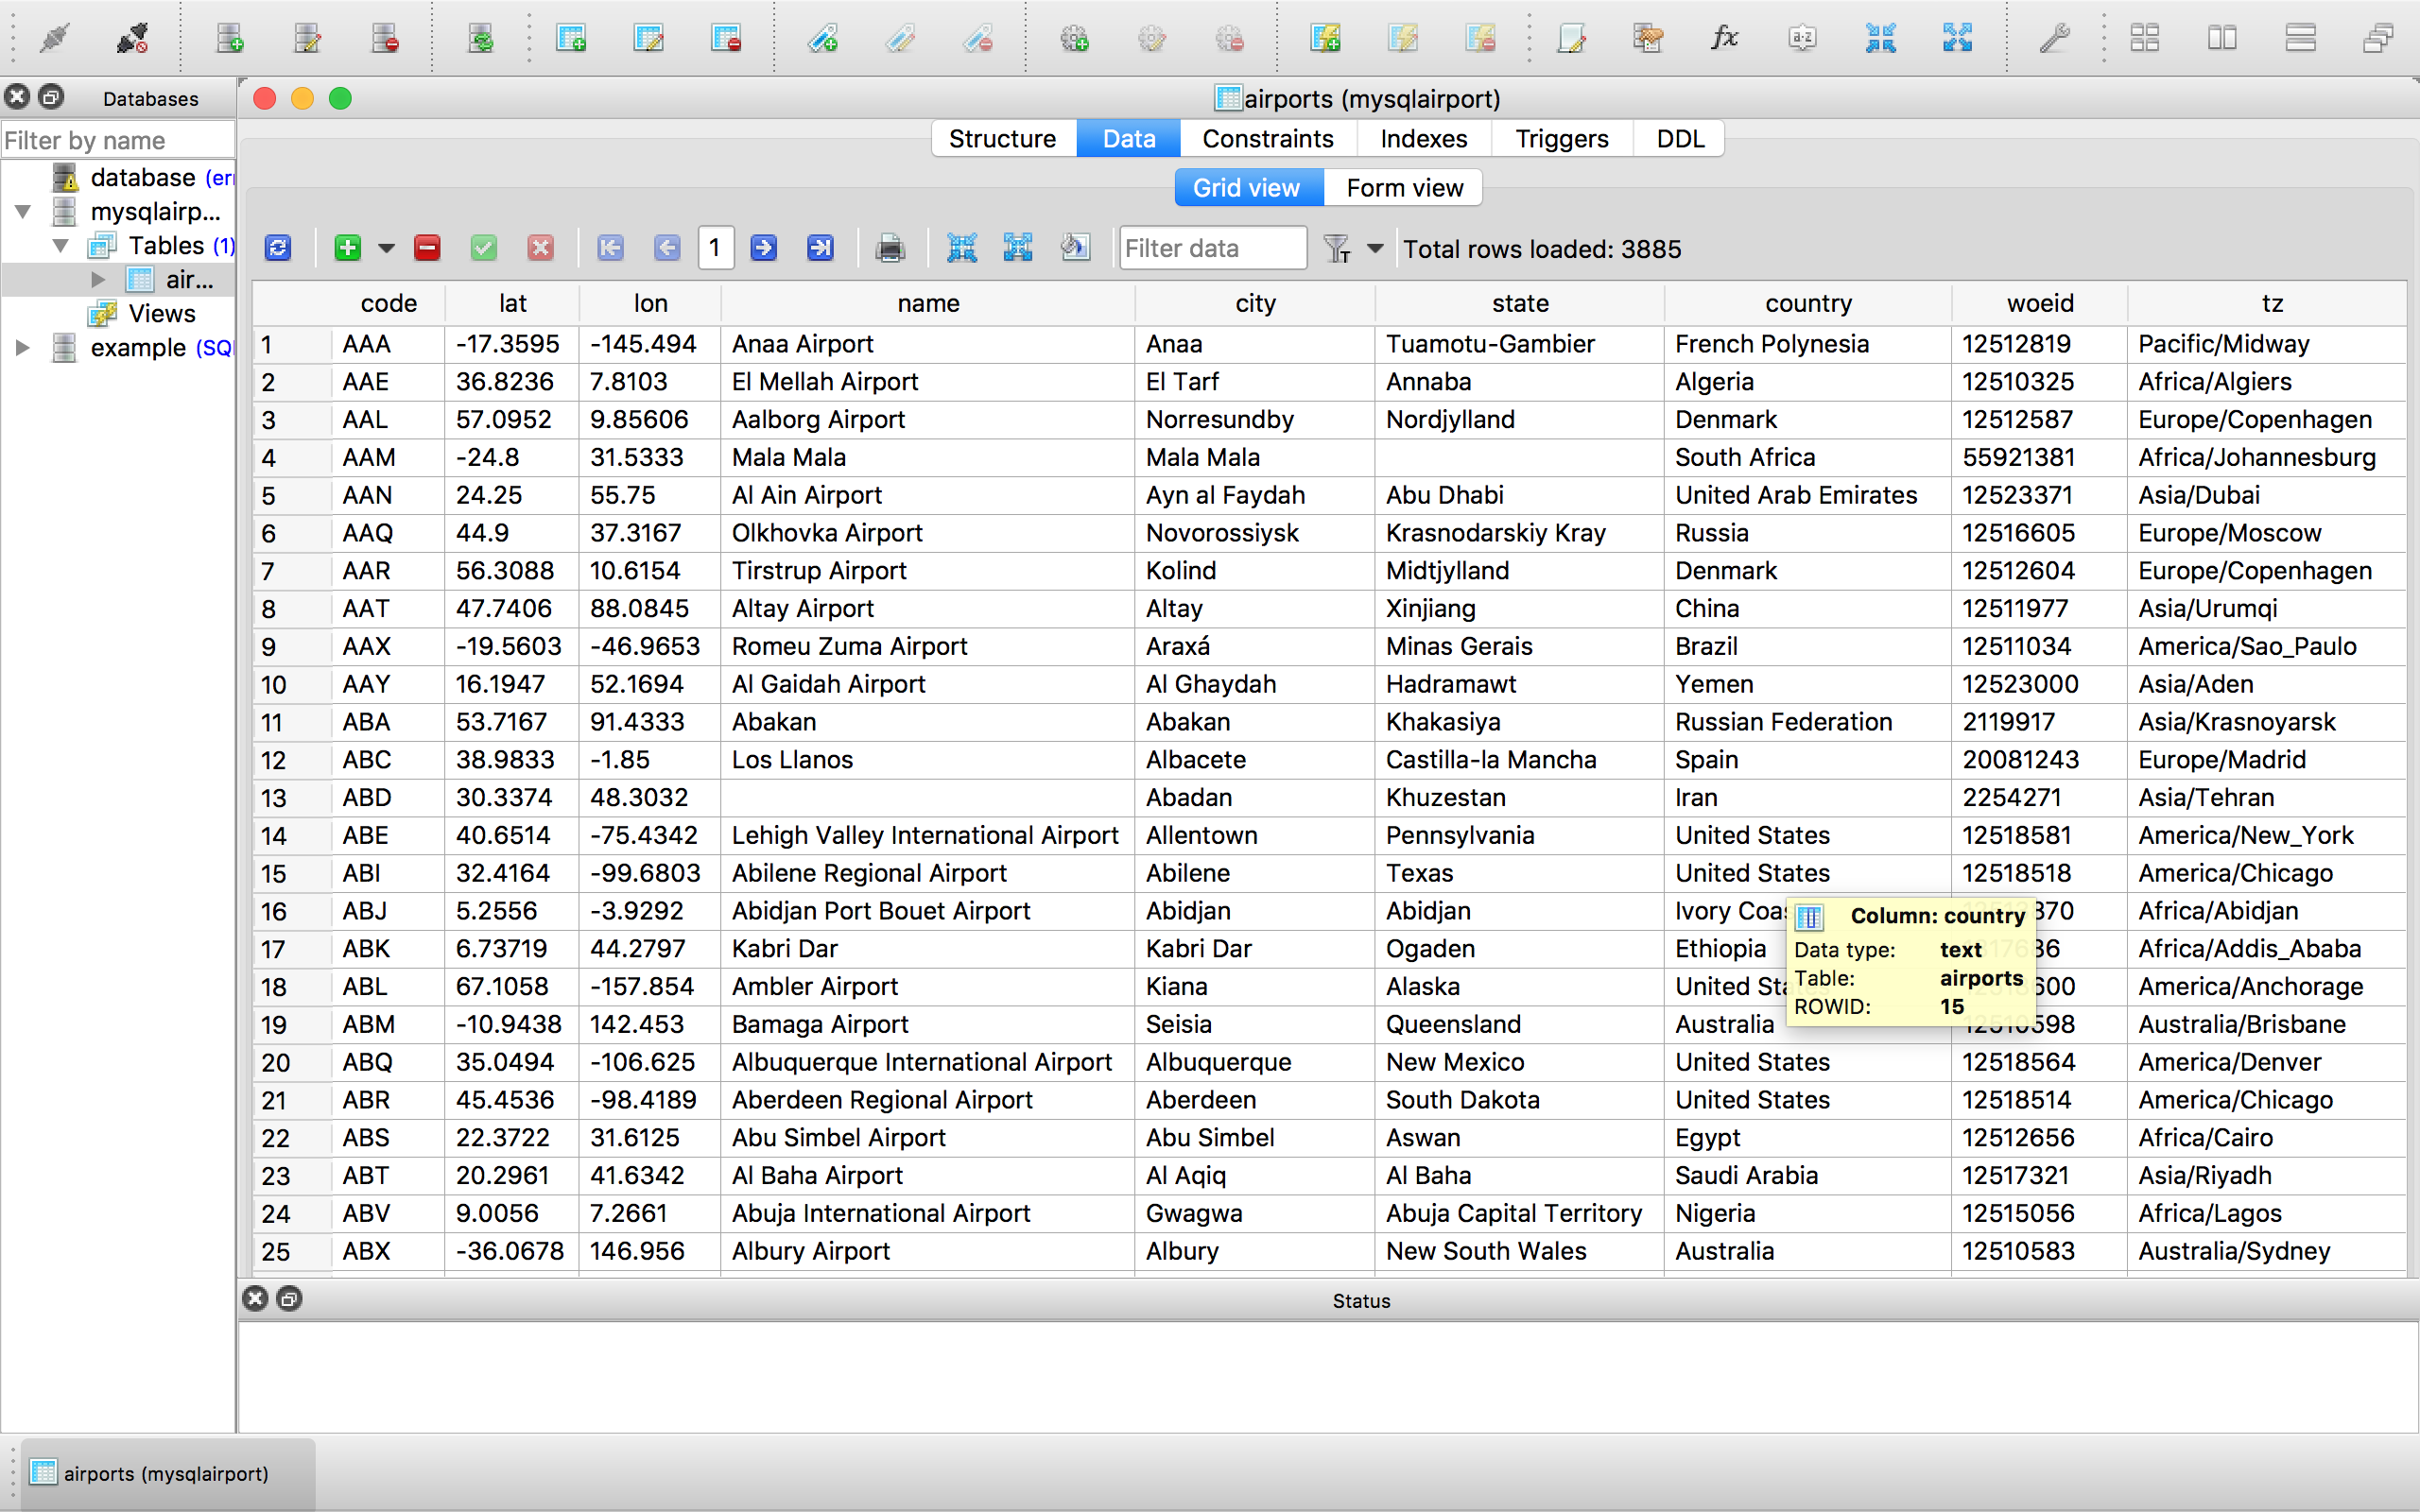 Databases
airports (mysqlairport)
Filter by name
Structure Data Constraints Indexes Triggers DDL
database
mysqlairp...
Tables (1)
air...
Views
example
Grid view Form view
1 Filter data Total rows loaded: 3885
code lat lon name city state country woeid tz
1 AAA -17.3595 -145.494 Anaa Airport Anaa Tuamotu-Gambier French Polynesia 12512819 Pacific/Midway
2 AAE 36.8236 7.8103 El Mellah Airport El Tarf Annaba Algeria 12510325 Africa/Algiers
3 AAL 57.0952 9.85606 Aalborg Airport Norresundby Nordjylland Denmark 12512587 Europe/Copenhagen
4 AAM -24.8 31.5333 Mala Mala Mala Mala South Africa 55921381 Africa/Johannesburg
5 AAN 24.25 55.75 Al Ain Airport Ayn al Faydah Abu Dhabi United Arab Emirates 12523371 Asia/Dubai
6 AAQ 44.9 37.3167 Olkhovka Airport Novorossiysk Krasnodarskiy Kray Russia 12516605 Europe/Moscow
7 AAR 56.3088 10.6154 Tirstrup Airport Kolind Midtjylland Denmark 12512604 Europe/Copenhagen
8 AAT 47.7406 88.0845 Altay Airport Altay Xinjiang China 12511977 Asia/Urumqi
9 AAX -19.5603 -46.9653 Romeu Zuma Airport Araxá Minas Gerais Brazil 12511034 America/Sao_Paulo
10 AAY 16.1947 52.1694 Al Gaidah Airport Al Ghaydah Hadramawt Yemen 12523000 Asia/Aden
11 ABA 53.7167 91.4333 Abakan Abakan Khakasiya Russian Federation 2119917 Asia/Krasnoyarsk
12 ABC 38.9833 -1.85 Los Llanos Albacete Castilla-la Mancha Spain 20081243 Europe/Madrid
13 ABD 30.3374 48.3032 Abadan Khuzestan Iran 2254271 Asia/Tehran
14 ABE 40.6514 -75.4342 Lehigh Valley International Airport Allentown Pennsylvania United States 12518581 America/New_York
15 ABI 32.4164 -99.6803 Abilene Regional Airport Abilene Texas United States 12518518 America/Chicago
16 ABJ 5.2556 -3.9292 Abidjan Port Bouet Airport Abidjan Abidjan Ivory Africa/Abidjan
17 ABK 6.73719 44.2797 Kabri Dar Kabri Dar Ogaden Ethiopia Africa/Addis_Ababa
18 ABL 67.1058 -157.854 Ambler Airport Kiana Alaska United America/Anchorage
19 ABM -10.9438 142.453 Bamaga Airport Seisia Queensland Australia 12510598 Australia/Brisbane
20 ABQ 35.0494 -106.625 Albuquerque International Airport Albuquerque New Mexico United States 12518564 America/Denver
21 ABR 45.4536 -98.4189 Aberdeen Regional Airport Aberdeen South Dakota United States 12518514 America/Chicago
22 ABS 22.3722 31.6125 Abu Simbel Airport Abu Simbel Aswan Egypt 12512656 Africa/Cairo
23 ABT 20.2961 41.6342 Al Baha Airport Al Aqiq Al Baha Saudi Arabia 12517321 Asia/Riyadh
24 ABV 9.0056 7.2661 Abuja International Airport Gwagwa Abuja Capital Territory Nigeria 12515056 Africa/Lagos
25 ABX -36.0678 146.956 Albury Airport Albury New South Wales Australia 12510583 Australia/Sydney
Column: country
Data type: text
Table: airports
ROWID: 15
Status
airports (mysqlairport)